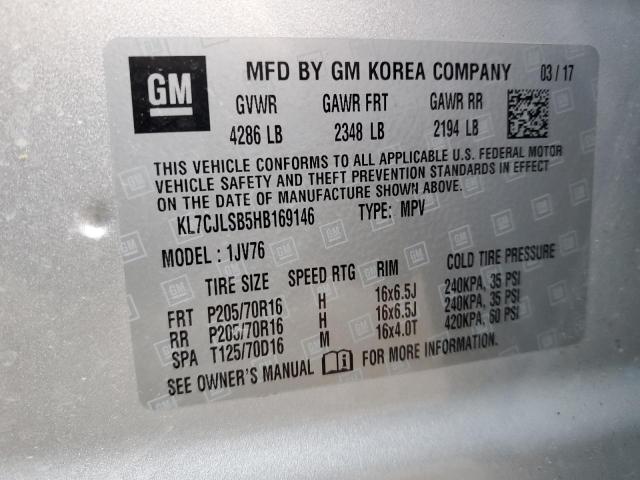 GM
MFD BY GM KOREA COMPANY 03/17
GVWR GAWR FRT GAWR RR
4286 LB 2348 LB 2194 LB
THIS VEHICLE CONFORMS TO ALL APPLICABLE U.S. FEDERAL MOTOR
VEHICLE SAFETY AND THEFT PREVENTION STANDARDS IN EFFECT
ON THE DATE OF MANUFACTURE SHOWN ABOVE.
KL7CJLSB5HB169146 TYPE: MPV
MODEL : 1JV76
TIRE SIZE SPEED RTG RIM COLD TIRE PRESSURE
FRT P205/70R16 H 16x6.5J 240KPA, 35 PSI
RR P205/70R16 H 16x6.5J 240KPA, 35 PSI
SPA T125/70D16 M 16x4.0T 420KPA, 60 PSI
SEE OWNER'S MANUAL FOR MORE INFORMATION.